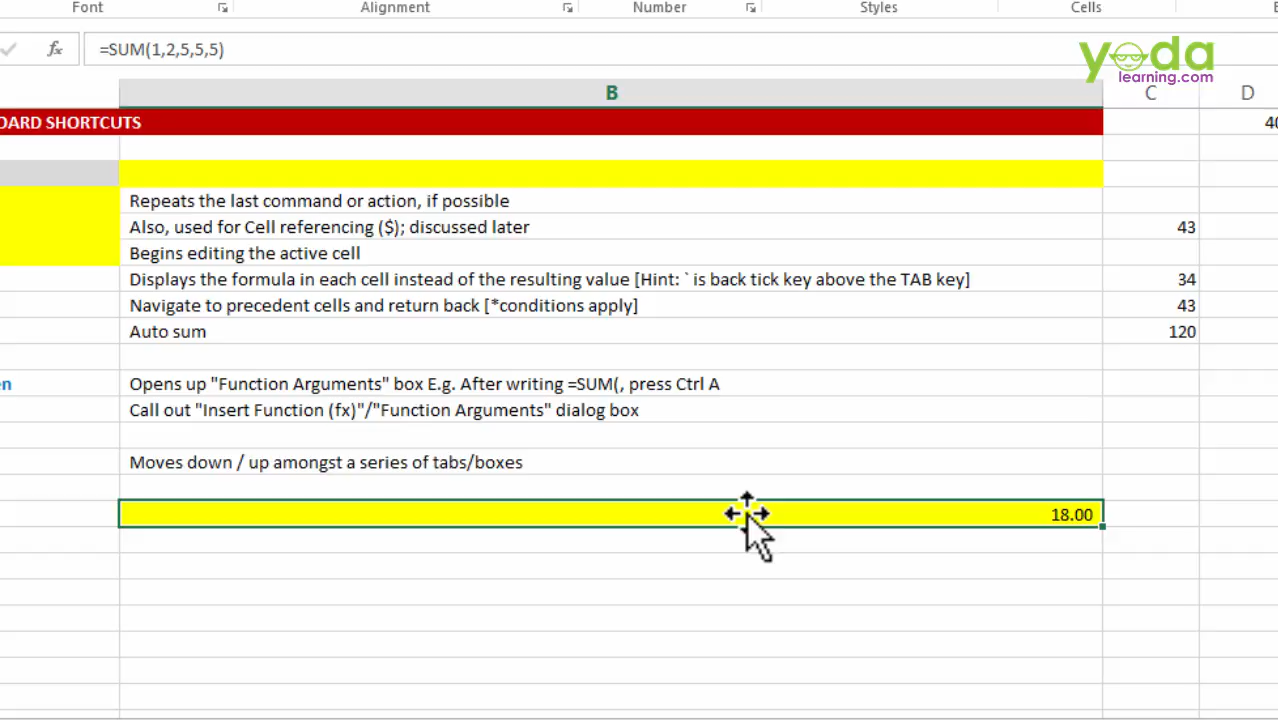 Font Alignment Number Styles Cells
fx =SUM(1,2,5,5,5)
yoda
learning.com
B C D
OARD SHORTCUTS 40
Repeats the last command or action, if possible
Also, used for Cell referencing ($); discussed later 43
Begins editing the active cell
Displays the formula in each cell instead of the resulting value [Hint: ` is back tick key above the TAB key] 34
Navigate to precedent cells and return back [*conditions apply] 43
Auto sum 120
en Opens up "Function Arguments" box E.g. After writing =SUM(, press Ctrl A
Call out "Insert Function (fx)"/"Function Arguments" dialog box
Moves down / up amongst a series of tabs/boxes
18.00